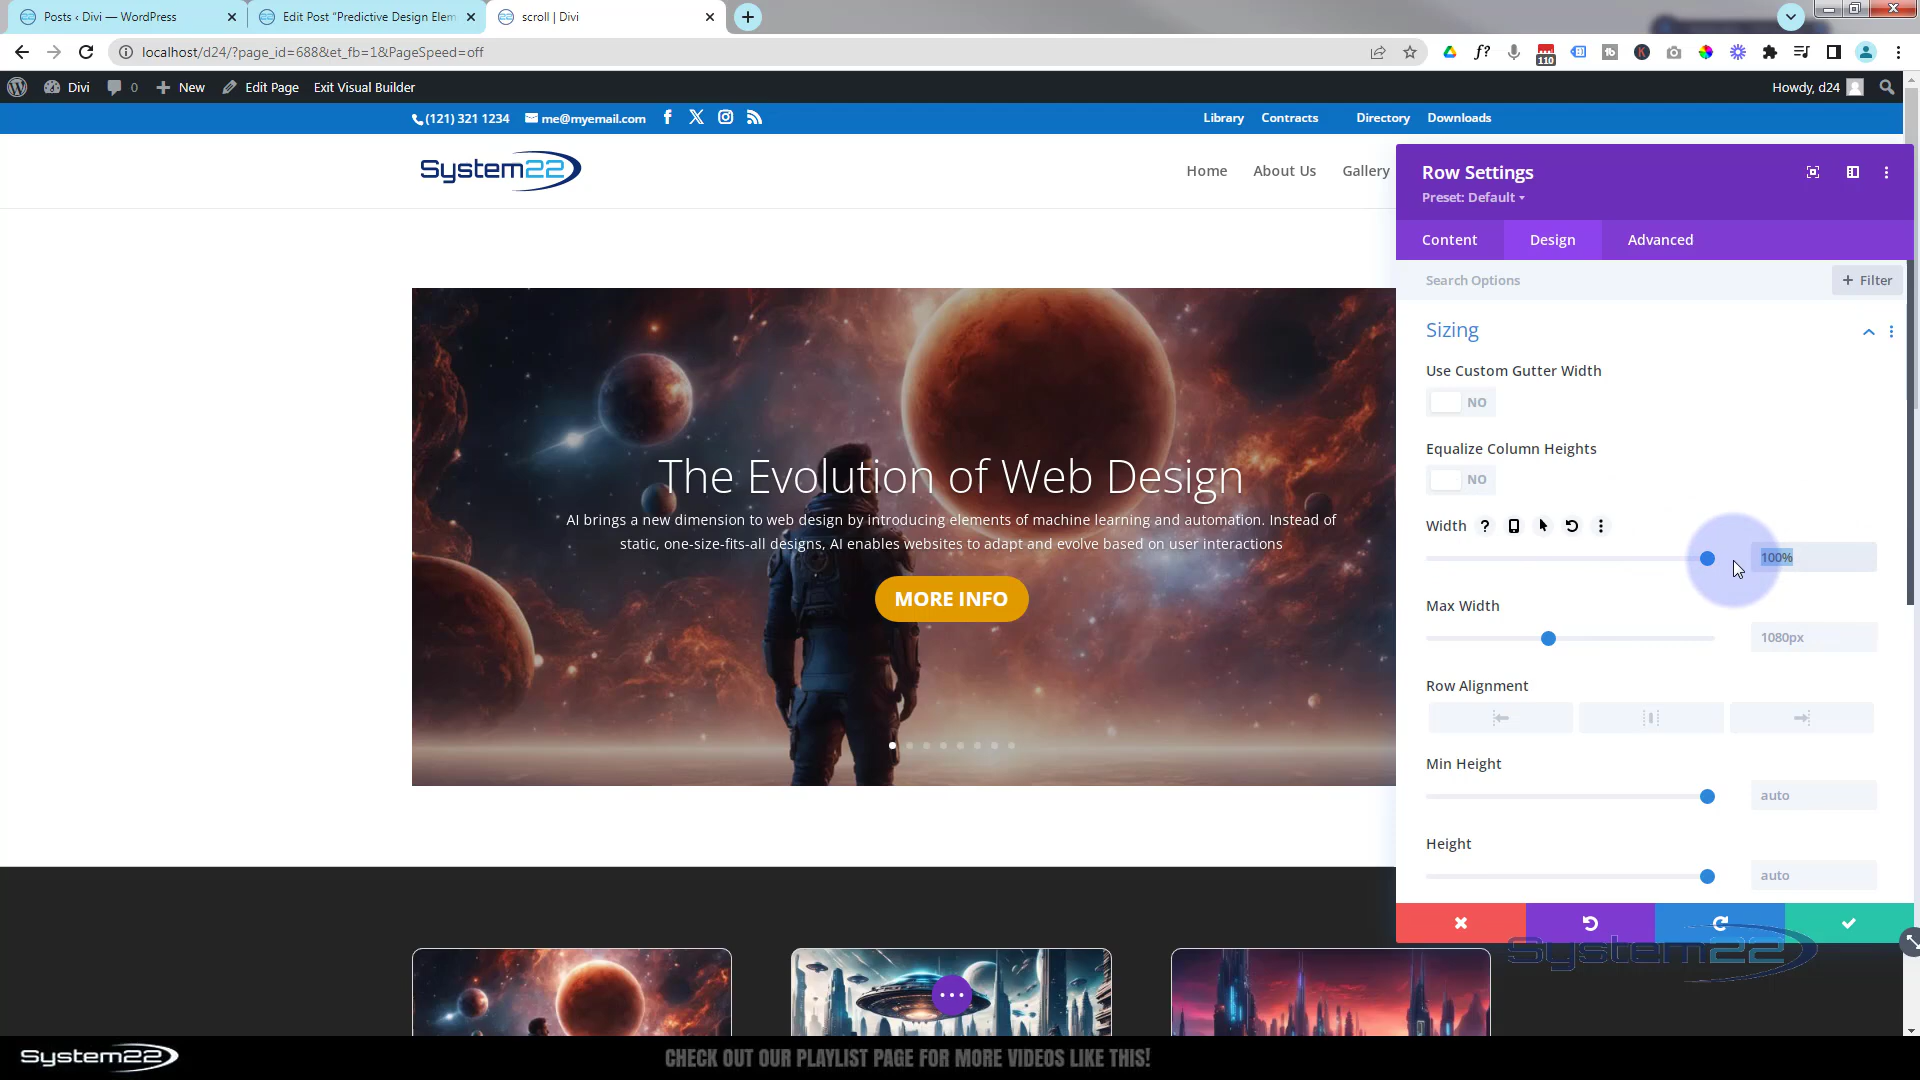 Posts ‹ Divi — WordPress
Edit Post "Predictive Design Elem
scroll | Divi
localhost/d24/?page_id=688&et_fb=1&PageSpeed=off
f?
110
Divi
0
New
Edit Page
Exit Visual Builder
Howdy, d24
(121) 321 1234
me@myemail.com
Library
Contracts
Directory
Downloads
System22
Home
About Us
Gallery
Row Settings
Preset: Default
Content
Design
Advanced
Search Options
+ Filter
Sizing
Use Custom Gutter Width
NO
Equalize Column Heights
NO
Width
100%
Max Width
1080px
Row Alignment
Min Height
auto
Height
auto
The Evolution of Web Design
AI brings a new dimension to web design by introducing elements of machine learning and automation. Instead of
static, one-size-fits-all designs, AI enables websites to adapt and evolve based on user interactions
MORE INFO
System22
System22
CHECK OUT OUR PLAYLIST PAGE FOR MORE VIDEOS LIKE THIS!